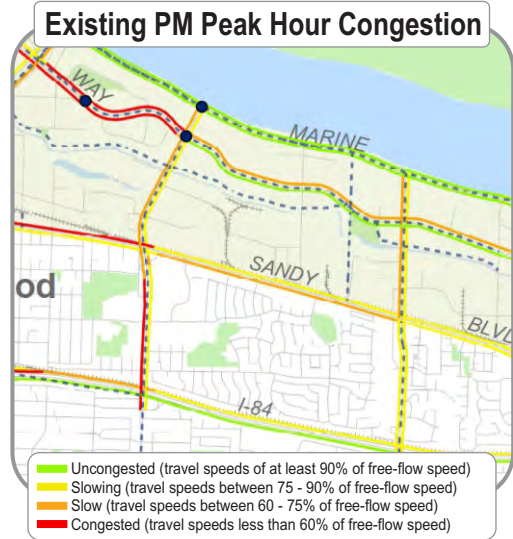 Existing PM Peak Hour Congestion
WAY
MARINE
SANDY
od
BLVD
I-84
Uncongested (travel speeds of at least 90% of free-flow speed)
Slowing (travel speeds between 75 - 90% of free-flow speed)
Slow (travel speeds between 60 - 75% of free-flow speed)
Congested (travel speeds less than 60% of free-flow speed)